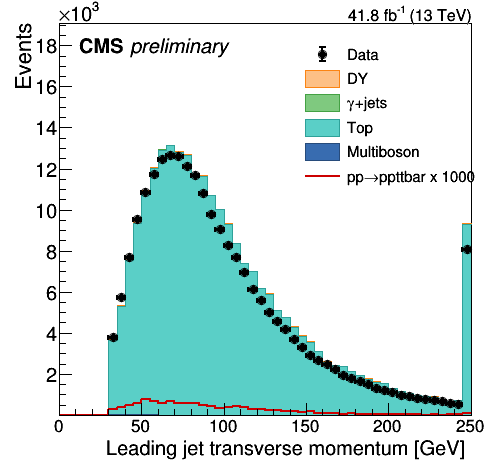 ×10³
41.8 fb⁻¹ (13 TeV)
CMS preliminary
Events
18
16
14
12
10
8
6
4
2
Data
DY
γ+jets
Top
Multiboson
pp→ppttbar x 1000
0 50 100 150 200 250
Leading jet transverse momentum [GeV]